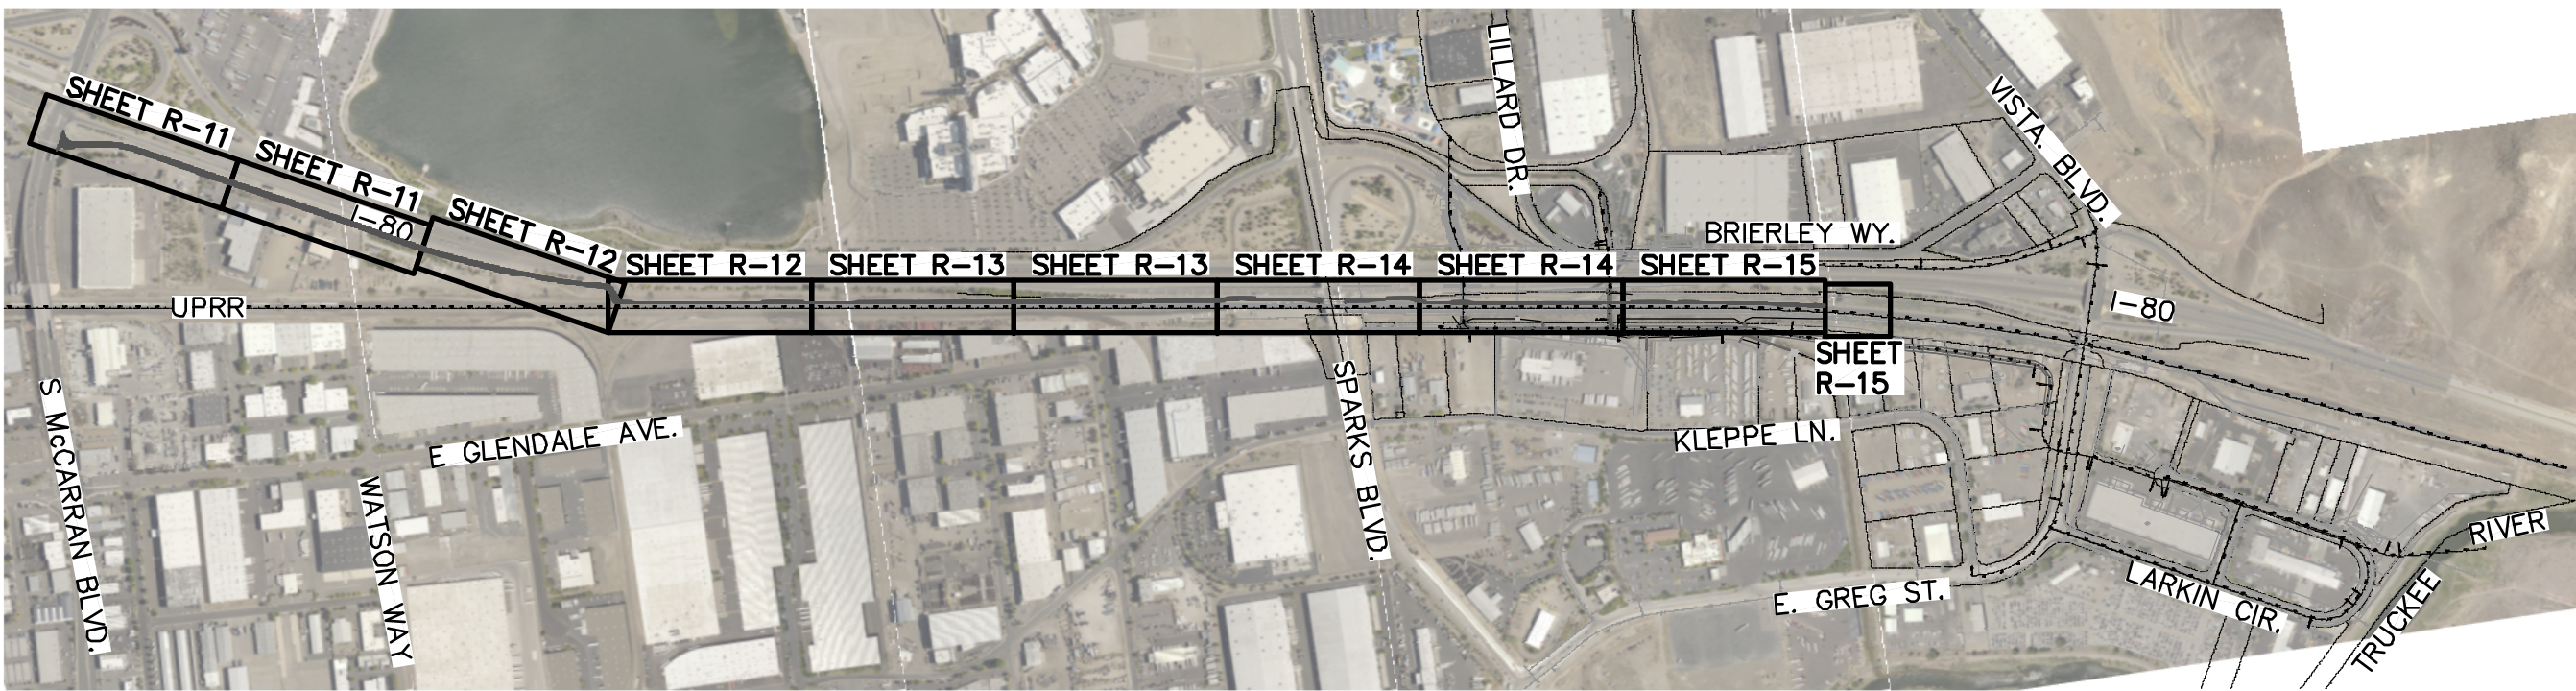 SHEET R-11
SHEET R-11
I-80
SHEET R-12
SHEET R-12
SHEET R-13
SHEET R-13
SHEET R-14
SHEET R-14
SHEET R-15
SHEET
R-15
LILLARD DR.
VISTA. BLVD.
BRIERLEY WY.
UPRR
I-80
S McCARRAN BLVD.
WATSON WAY
E GLENDALE AVE.
SPARKS BLVD.
KLEPPE LN.
E. GREG ST.
LARKIN CIR.
TRUCKEE
RIVER